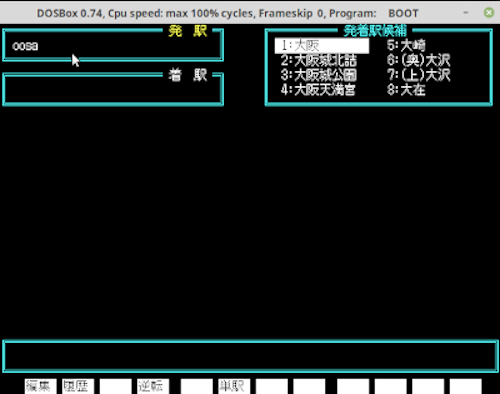 DOSBox 0.74, Cpu speed: max 100% cycles, Frameskip 0, Program: BOOT
発 駅
oosa
着 駅
発着駅候補
1:大阪 5:大崎
2:大阪城北詰 6:(奥)大沢
3:大阪城公園 7:(上)大沢
4:大阪天満宮 8:大在
編集 履歴 逆転 単駅